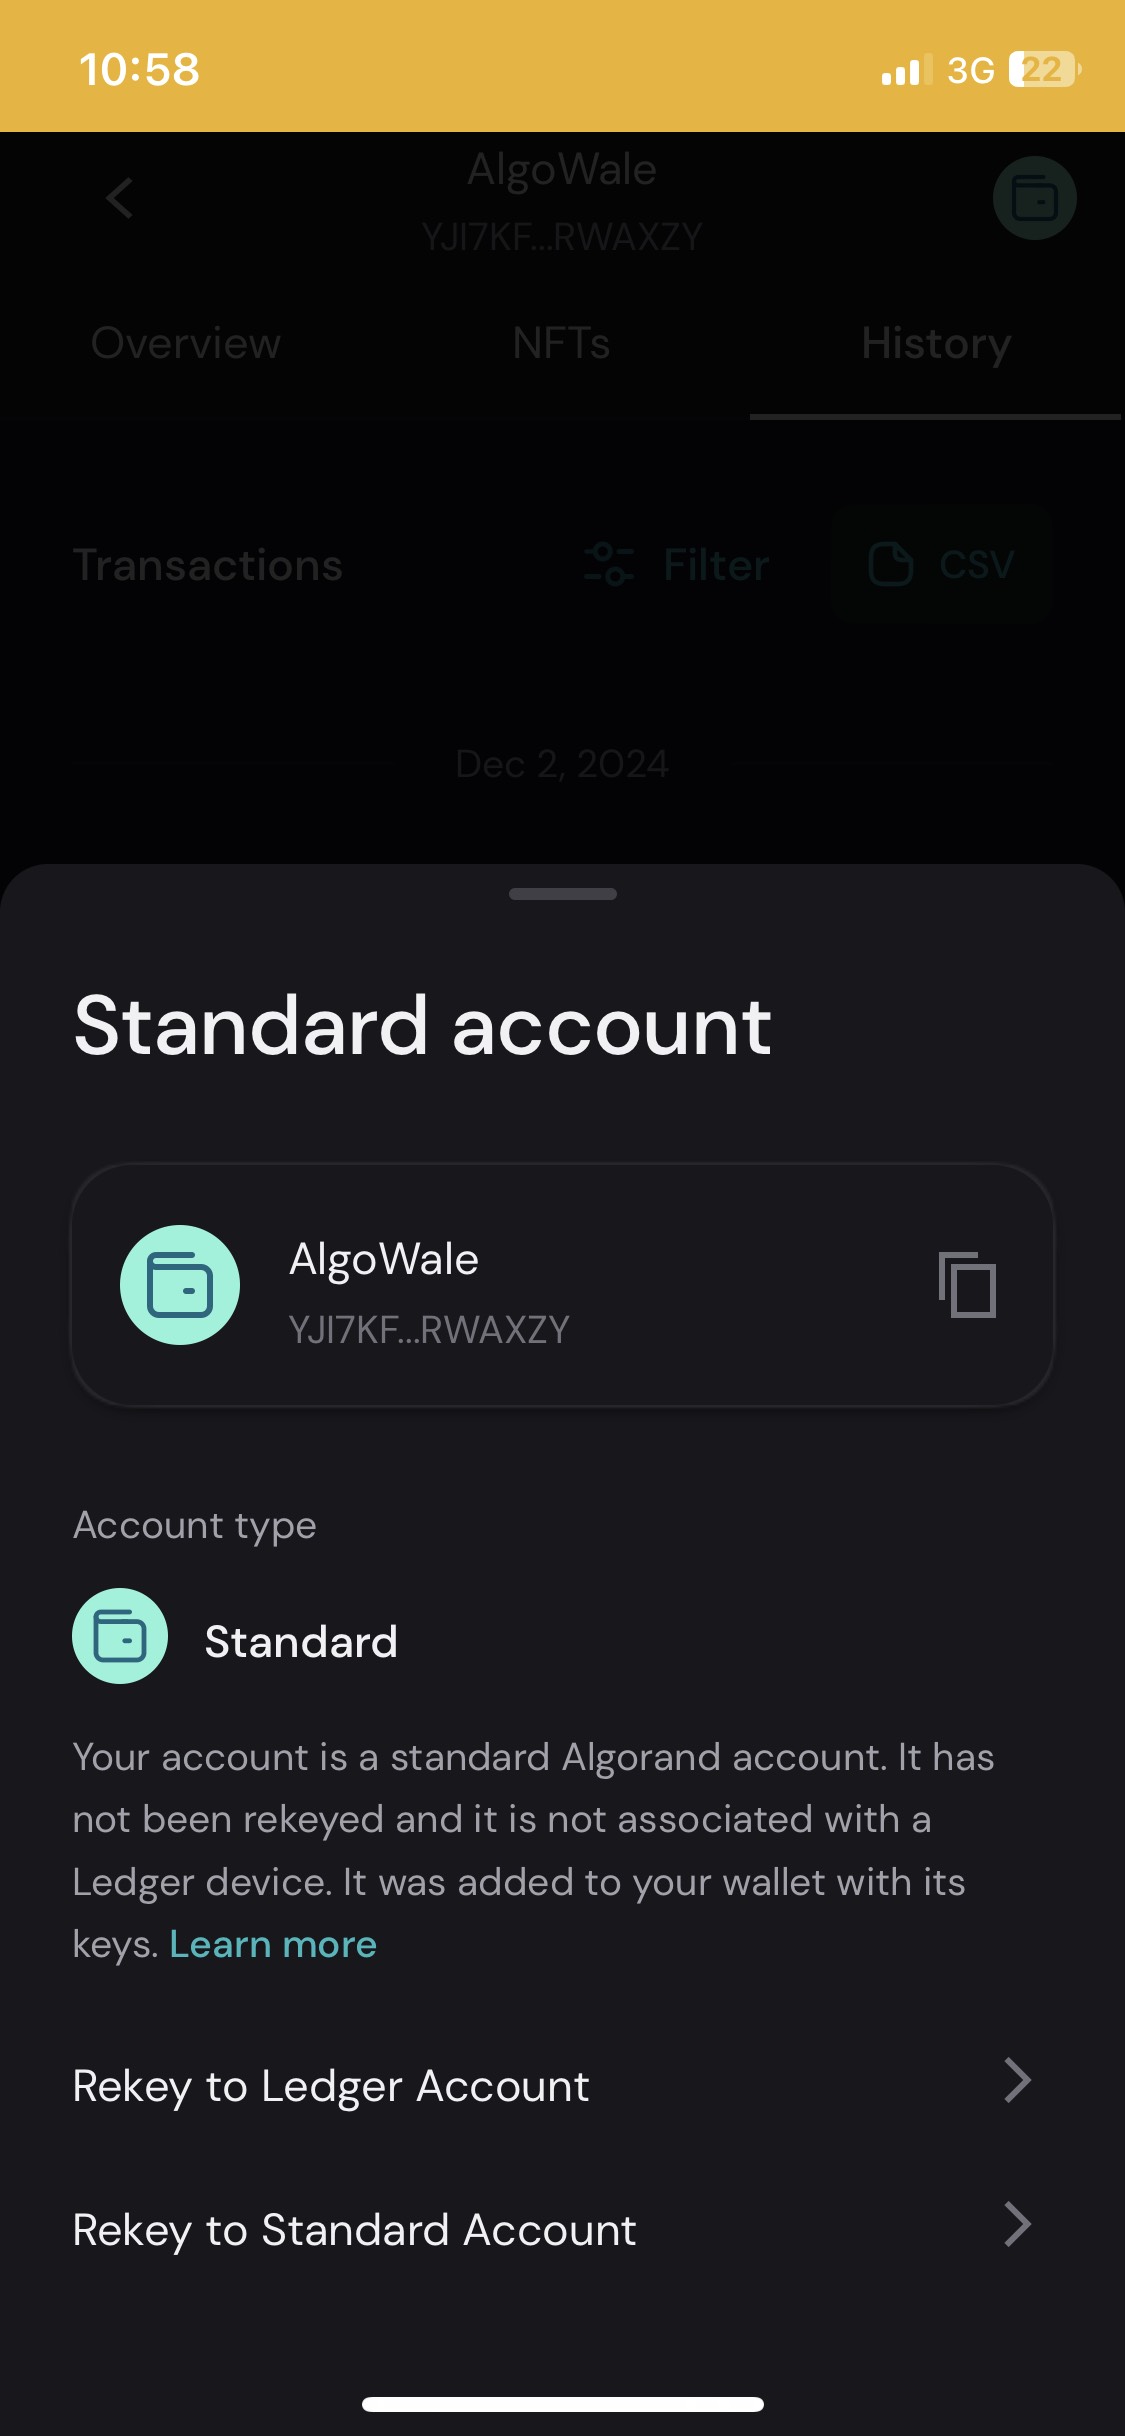 10:58
3G 22
AlgoWale
YJI7KF...RWAXZY
Overview NFTs History
Transactions Filter CSV
Dec 2, 2024
Standard account
AlgoWale
YJI7KF...RWAXZY
Account type
Standard
Your account is a standard Algorand account. It has
not been rekeyed and it is not associated with a
Ledger device. It was added to your wallet with its
keys. Learn more
Rekey to Ledger Account
Rekey to Standard Account